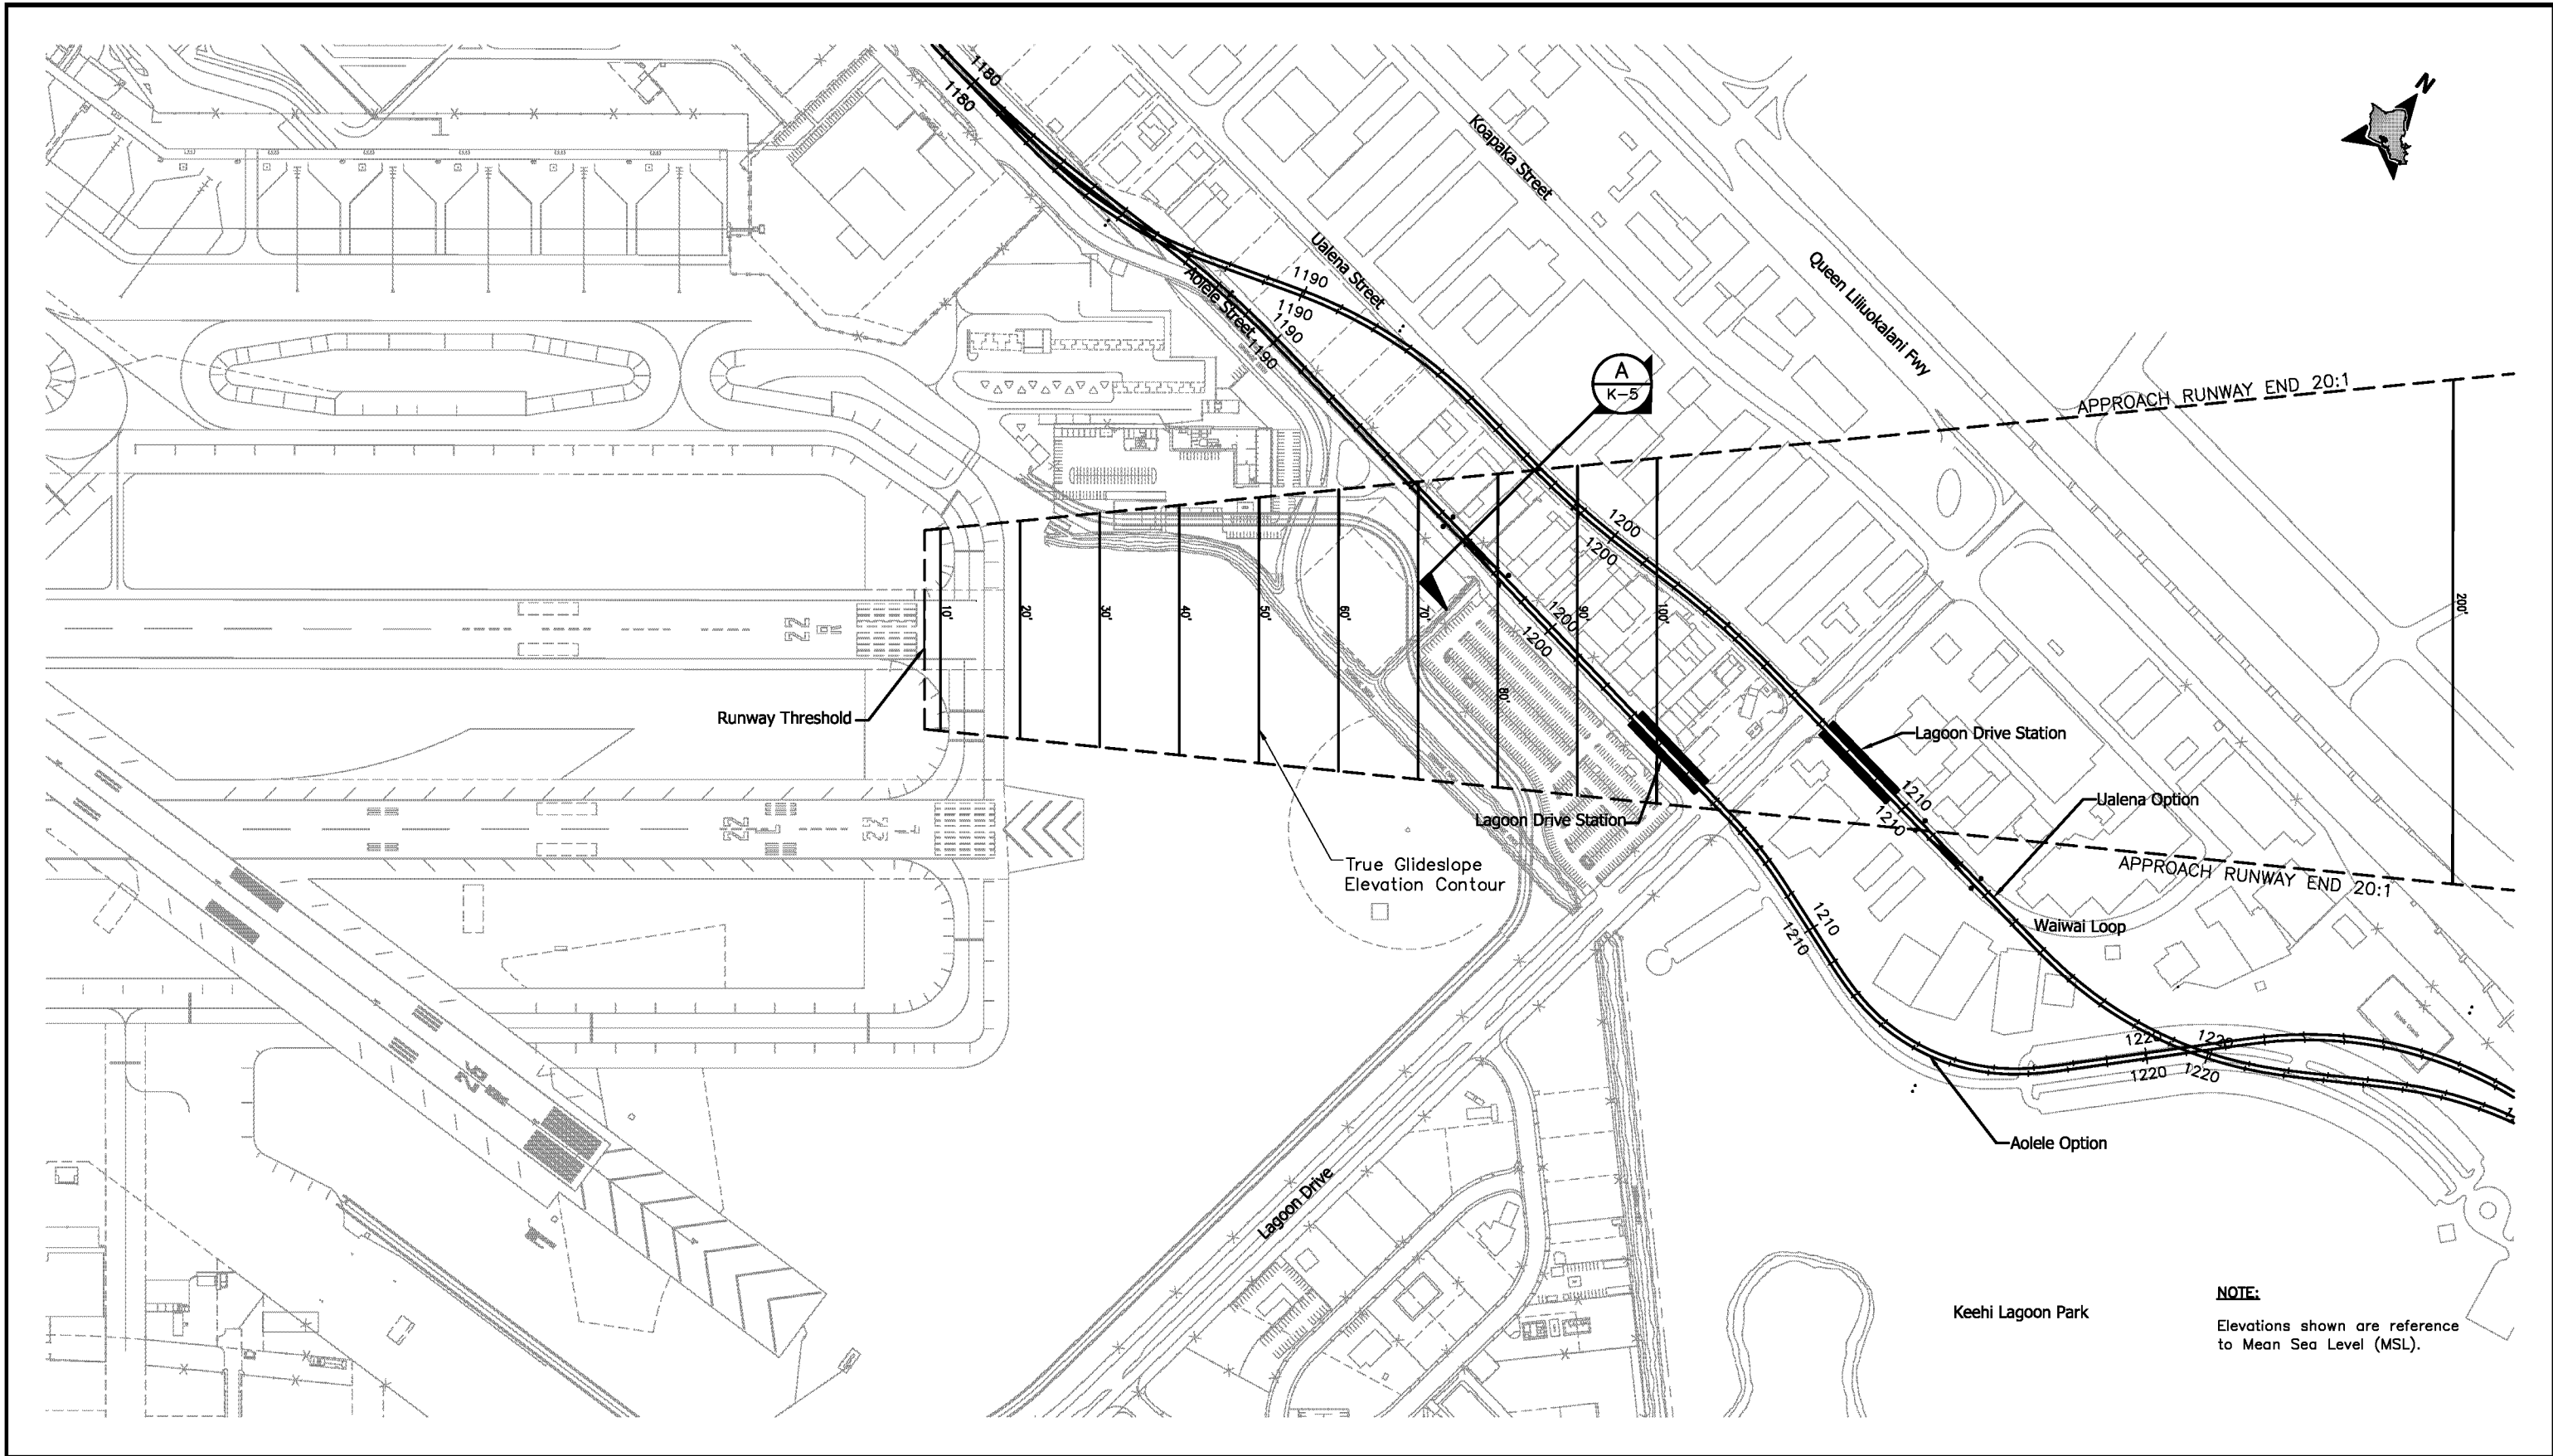 N
1180
1180
Koapaka Street
Ualena Street
Queen Liliuokalani Fwy
Aolele Street
1190
1190
1190
1190
A
K-5
APPROACH RUNWAY END 20:1
1200
1200
1200
1200
10'
20'
30'
40'
50'
60'
70'
80'
90'
100'
200'
22
R
Runway Threshold
Lagoon Drive Station
Lagoon Drive Station
1210
1210
Ualena Option
22
L
22
L
True Glideslope
Elevation Contour
APPROACH RUNWAY END 20:1
1210
1210
Waiwai Loop
1220
1220
1220
1220
26
Aolele Option
Lagoon Drive
Keehi Lagoon Park
NOTE:
Elevations shown are reference
to Mean Sea Level (MSL).